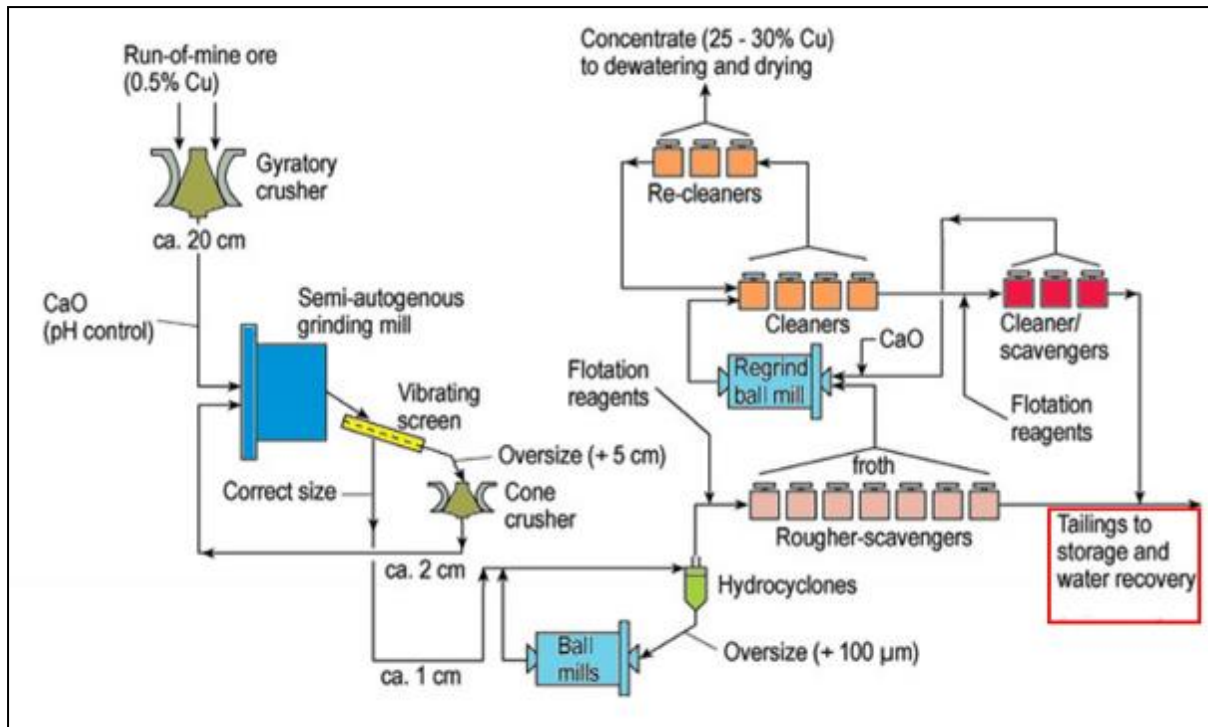 Run-of-mine ore
(0.5% Cu)
Gyratory
crusher
ca. 20 cm
CaO
(pH control)
Semi-autogenous
grinding mill
Vibrating
screen
Oversize (+ 5 cm)
Correct size
Cone
crusher
ca. 2 cm
ca. 1 cm
Ball
mills
Hydrocyclones
Oversize (+ 100 µm)
Flotation
reagents
froth
Rougher-scavengers
Concentrate (25 - 30% Cu)
to dewatering and drying
Re-cleaners
Cleaners
CaO
Regrind
ball mill
Cleaner/
scavengers
Flotation
reagents
Tailings to
storage and
water recovery